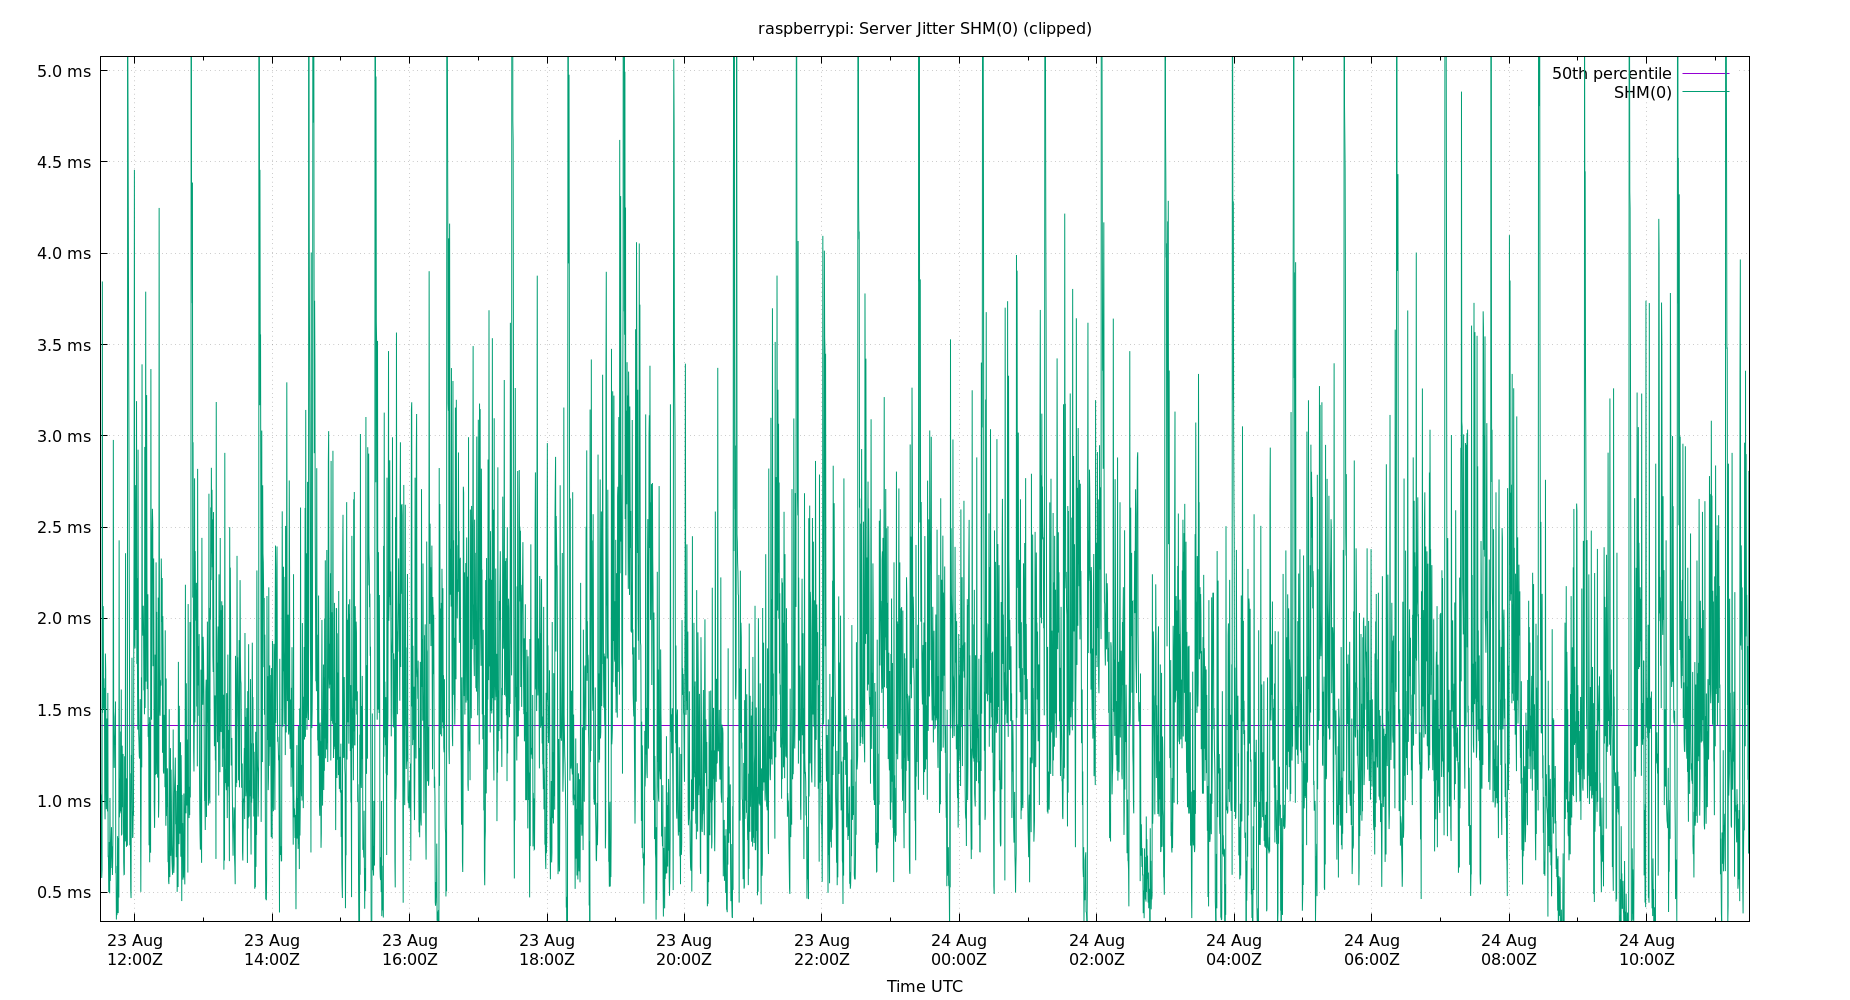 raspberrypi: Server Jitter SHM(0) (clipped)
50th percentile
SHM(0)
5.0 ms
4.5 ms
4.0 ms
3.5 ms
3.0 ms
2.5 ms
2.0 ms
1.5 ms
1.0 ms
0.5 ms
23 Aug 23 Aug 23 Aug 23 Aug 23 Aug 23 Aug 24 Aug 24 Aug 24 Aug 24 Aug 24 Aug 24 Aug
12:00Z 14:00Z 16:00Z 18:00Z 20:00Z 22:00Z 00:00Z 02:00Z 04:00Z 06:00Z 08:00Z 10:00Z
Time UTC